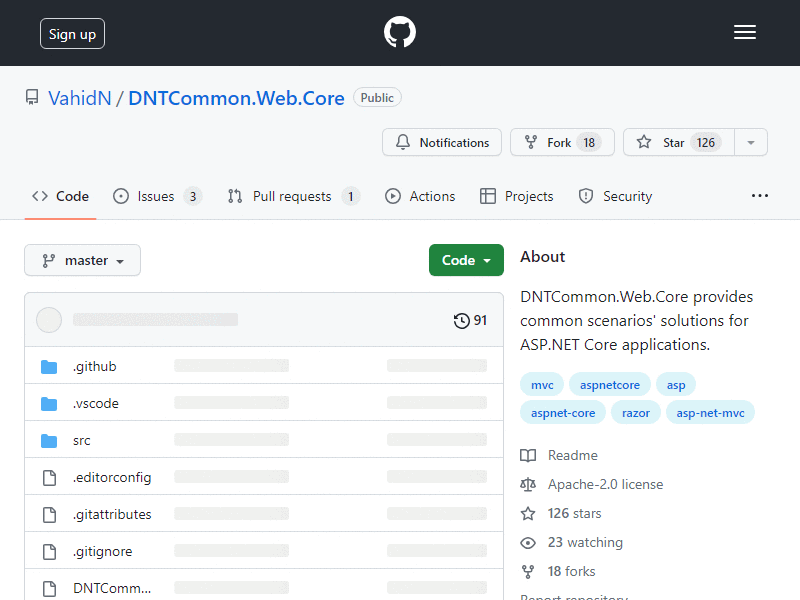 Sign up
VahidN / DNTCommon.Web.Core Public
Notifications Fork 18 Star 126
Code Issues 3 Pull requests 1 Actions Projects Security
master Code
About
DNTCommon.Web.Core provides
common scenarios' solutions for
ASP.NET Core applications.
mvc aspnetcore asp
aspnet-core razor asp-net-mvc
Readme
Apache-2.0 license
126 stars
23 watching
18 forks
Report repository
91
.github
.vscode
src
.editorconfig
.gitattributes
.gitignore
DNTComm...